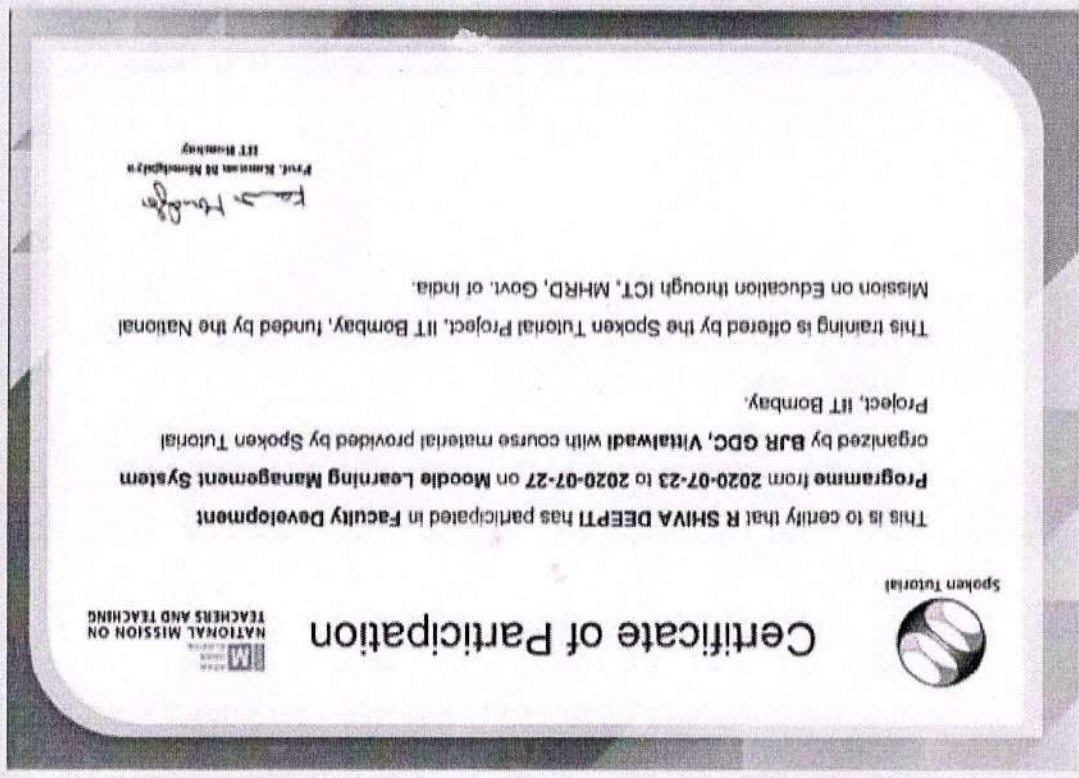 Spoken Tutorial
Certificate of Participation
NATIONAL MISSION ON
TEACHERS AND TEACHING
This is to certify that R SHIVA DEEPTI has participated in Faculty Development
Programme from 2020-07-23 to 2020-07-27 on Moodle Learning Management System
organized by BJR GDC, Vittalwadi with course material provided by Spoken Tutorial
Project, IIT Bombay.
This training is offered by the Spoken Tutorial Project, IIT Bombay, funded by the National
Mission on Education through ICT, MHRD, Govt. of India.
Prof. Kannan M Moudgalya
IIT Bombay